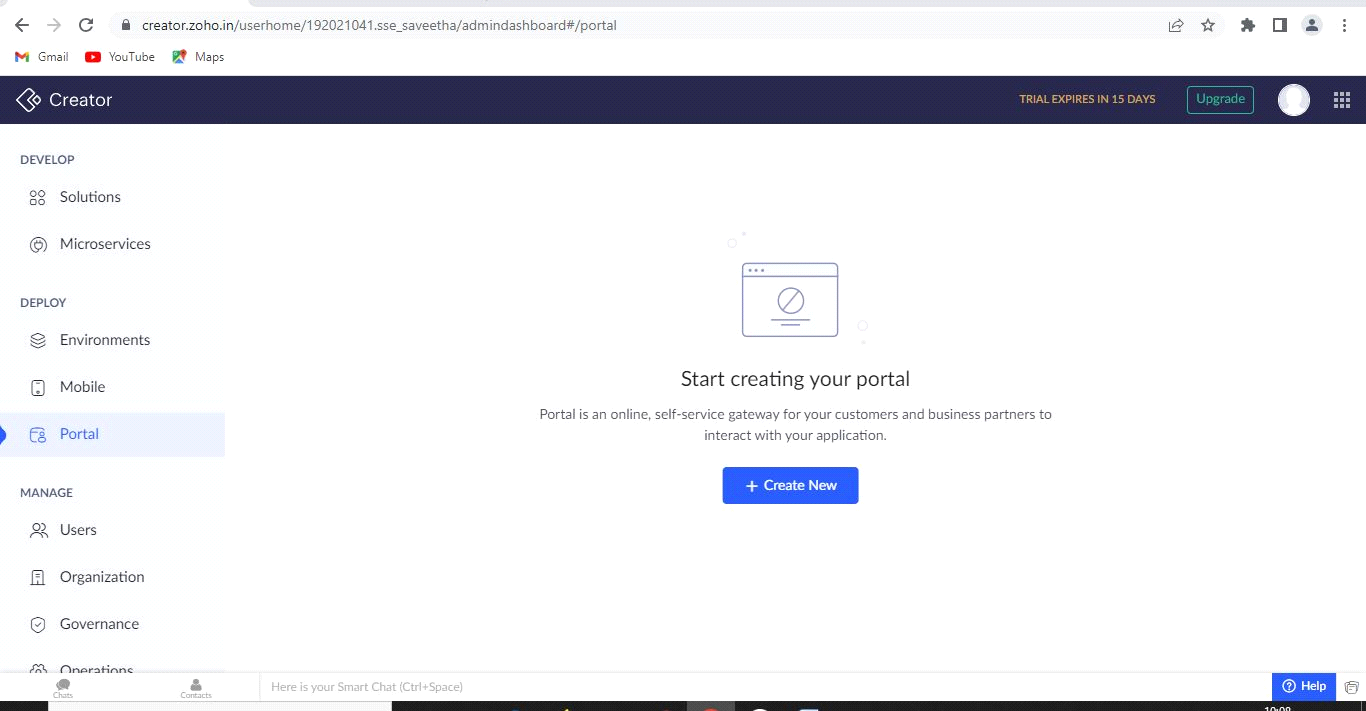 creator.zoho.in/userhome/192021041.sse_saveetha/admindashboard#/portal
Gmail YouTube Maps
Creator
TRIAL EXPIRES IN 15 DAYS
Upgrade
DEVELOP
Solutions
Microservices
DEPLOY
Environments
Mobile
Portal
MANAGE
Users
Organization
Governance
Operations
Start creating your portal
Portal is an online, self-service gateway for your customers and business partners to
interact with your application.
+ Create New
Chats
Contacts
Here is your Smart Chat (Ctrl+Space)
Help